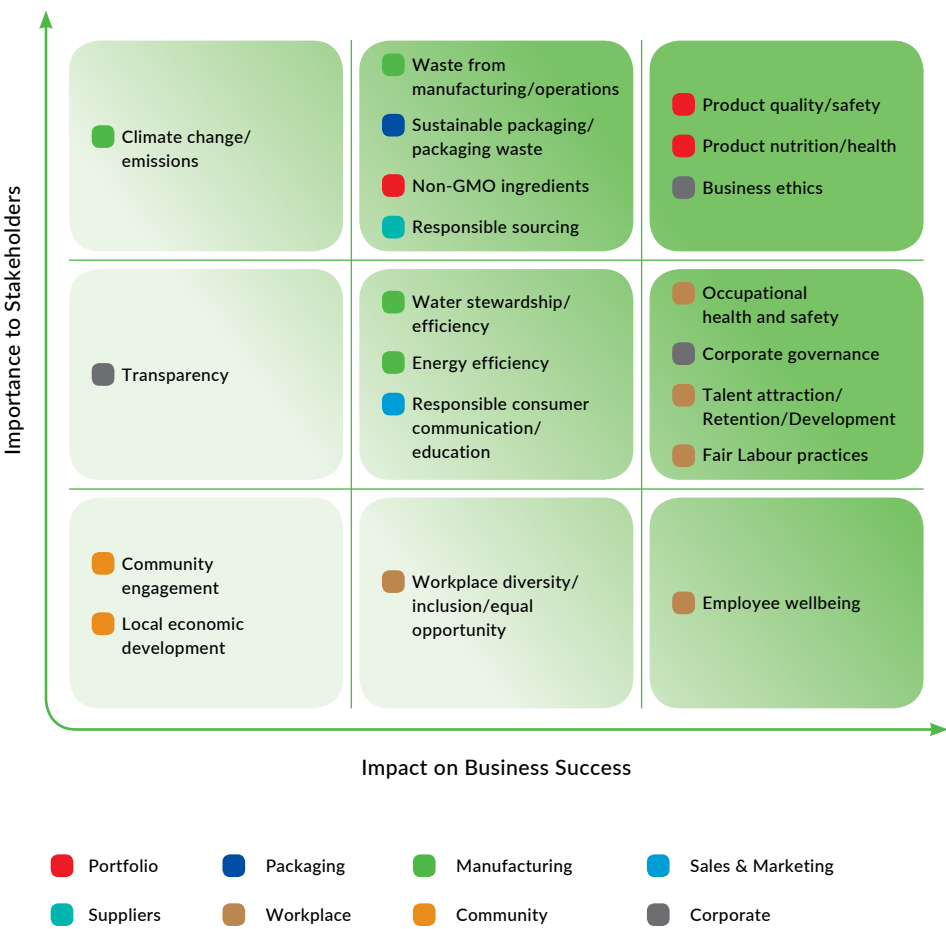 Importance to Stakeholders
Climate change/
emissions
Waste from
manufacturing/operations
Sustainable packaging/
packaging waste
Non-GMO ingredients
Responsible sourcing
Product quality/safety
Product nutrition/health
Business ethics
Transparency
Water stewardship/
efficiency
Energy efficiency
Responsible consumer
communication/
education
Occupational
health and safety
Corporate governance
Talent attraction/
Retention/Development
Fair Labour practices
Community
engagement
Local economic
development
Workplace diversity/
inclusion/equal
opportunity
Employee wellbeing
Impact on Business Success
Portfolio
Packaging
Manufacturing
Sales & Marketing
Suppliers
Workplace
Community
Corporate